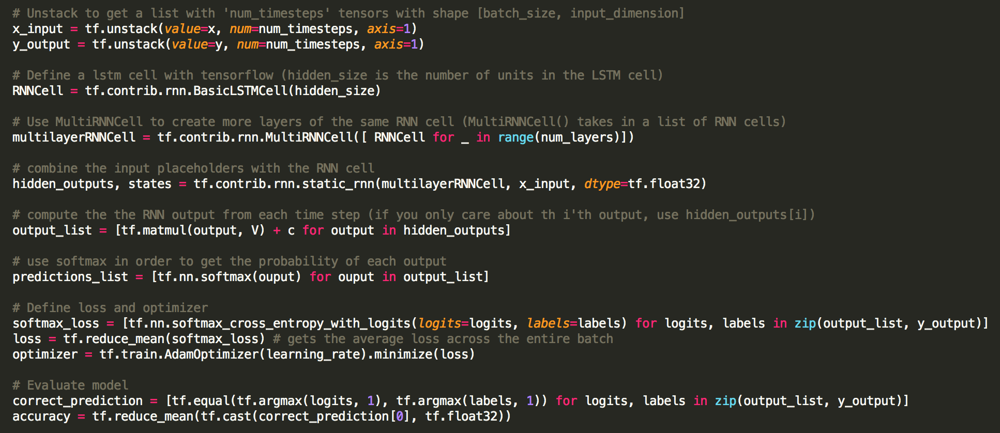 # Unstack to get a list with 'num_timesteps' tensors with shape [batch_size, input_dimension]
x_input = tf.unstack(value=x, num=num_timesteps, axis=1)
y_output = tf.unstack(value=y, num=num_timesteps, axis=1)
# Define a lstm cell with tensorflow (hidden_size is the number of units in the LSTM cell)
RNNCell = tf.contrib.rnn.BasicLSTMCell(hidden_size)
# Use MultiRNNCell to create more layers of the same RNN cell (MultiRNNCell() takes in a list of RNN cells)
multilayerRNNCell = tf.contrib.rnn.MultiRNNCell([ RNNCell for _ in range(num_layers)])
# combine the input placeholders with the RNN cell
hidden_outputs, states = tf.contrib.rnn.static_rnn(multilayerRNNCell, x_input, dtype=tf.float32)
# compute the the RNN output from each time step (if you only care about th i'th output, use hidden_outputs[i])
output_list = [tf.matmul(output, V) + c for output in hidden_outputs]
# use softmax in order to get the probability of each output
predictions_list = [tf.nn.softmax(ouput) for ouput in output_list]
# Define loss and optimizer
softmax_loss = [tf.nn.softmax_cross_entropy_with_logits(logits=logits, labels=labels) for logits, labels in zip(output_list, y_output)]
loss = tf.reduce_mean(softmax_loss) # gets the average loss across the entire batch
optimizer = tf.train.AdamOptimizer(learning_rate).minimize(loss)
# Evaluate model
correct_prediction = [tf.equal(tf.argmax(logits, 1), tf.argmax(labels, 1)) for logits, labels in zip(output_list, y_output)]
accuracy = tf.reduce_mean(tf.cast(correct_prediction[0], tf.float32))